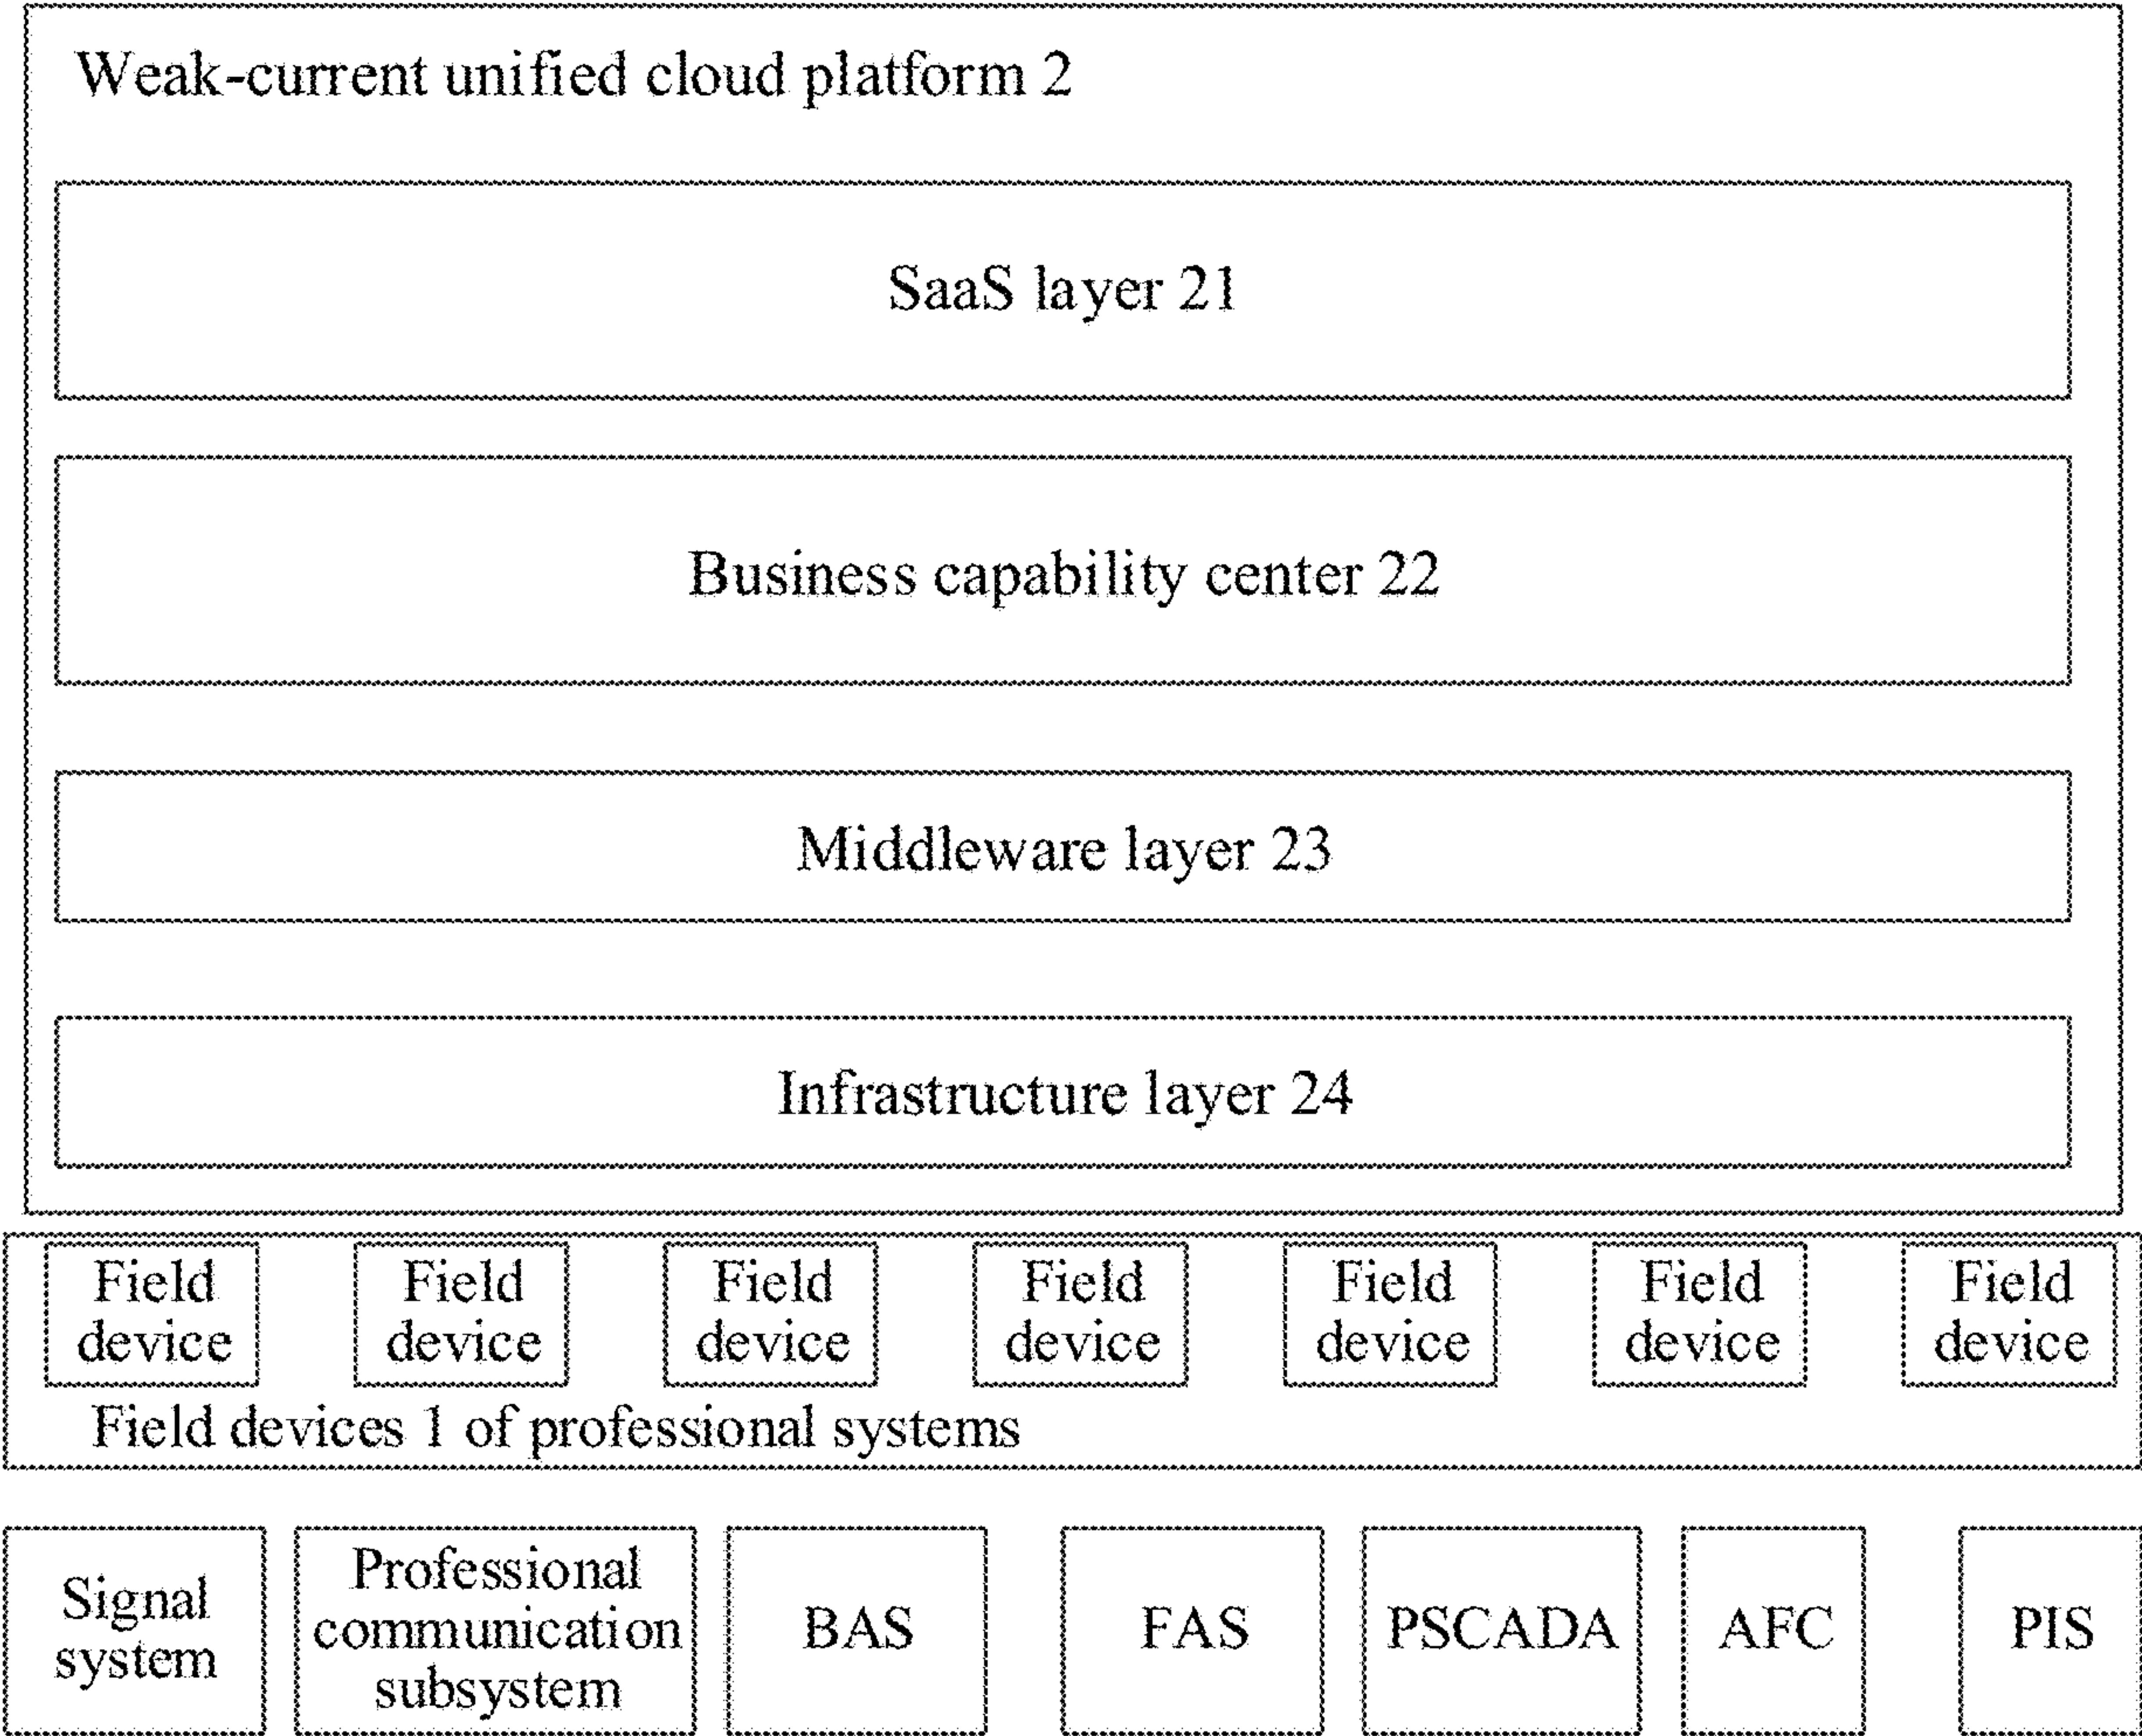 Weak-current unified cloud platform 2
SaaS layer 21
Business capability center 22
Middleware layer 23
Infrastructure layer 24
Field
device
Field
device
Field
device
Field
device
Field
device
Field
device
Field
device
Field devices 1 of professional systems
Signal
system
Professional
communication
subsystem
BAS
FAS
PSCADA
AFC
PIS